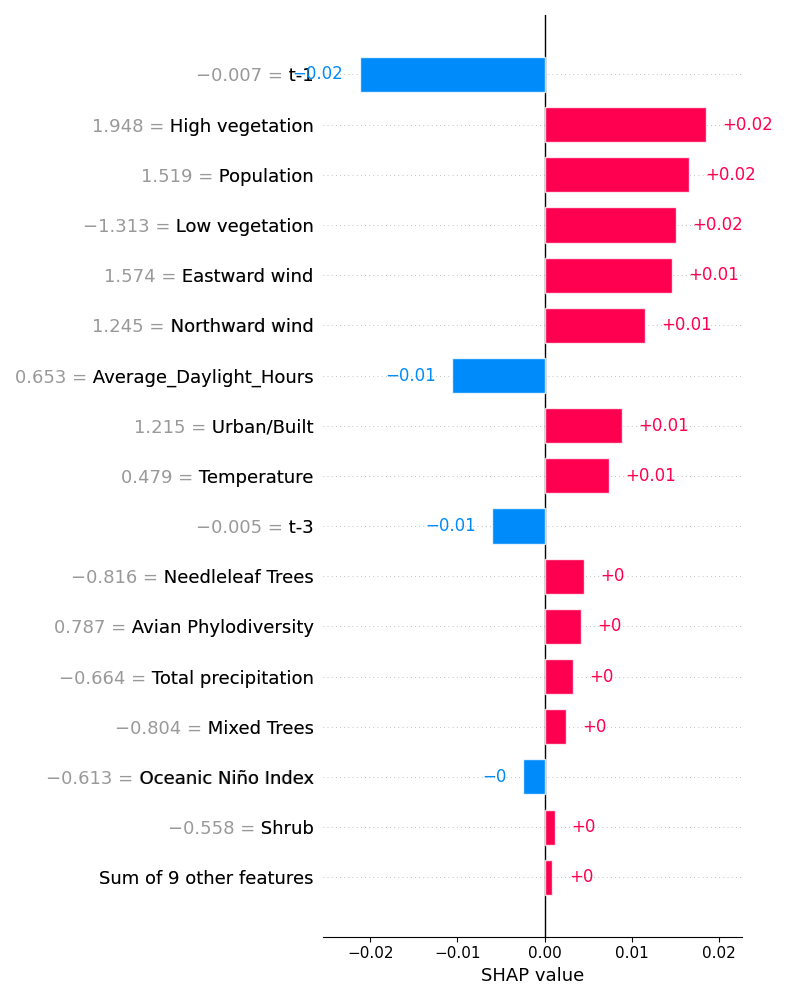 −0.007 = t-1 −0.02
1.948 = High vegetation +0.02
1.519 = Population +0.02
−1.313 = Low vegetation +0.02
1.574 = Eastward wind +0.01
1.245 = Northward wind +0.01
0.653 = Average_Daylight_Hours −0.01
1.215 = Urban/Built +0.01
0.479 = Temperature +0.01
−0.005 = t-3 −0.01
−0.816 = Needleleaf Trees +0
0.787 = Avian Phylodiversity +0
−0.664 = Total precipitation +0
−0.804 = Mixed Trees +0
−0.613 = Oceanic Niño Index −0
−0.558 = Shrub +0
Sum of 9 other features +0
−0.02 −0.01 0.00 0.01 0.02
SHAP value